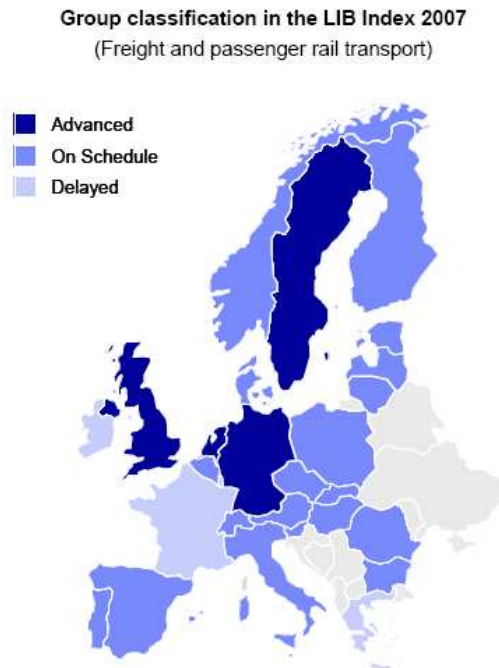 Group classification in the LIB Index 2007
(Freight and passenger rail transport)
Advanced
On Schedule
Delayed